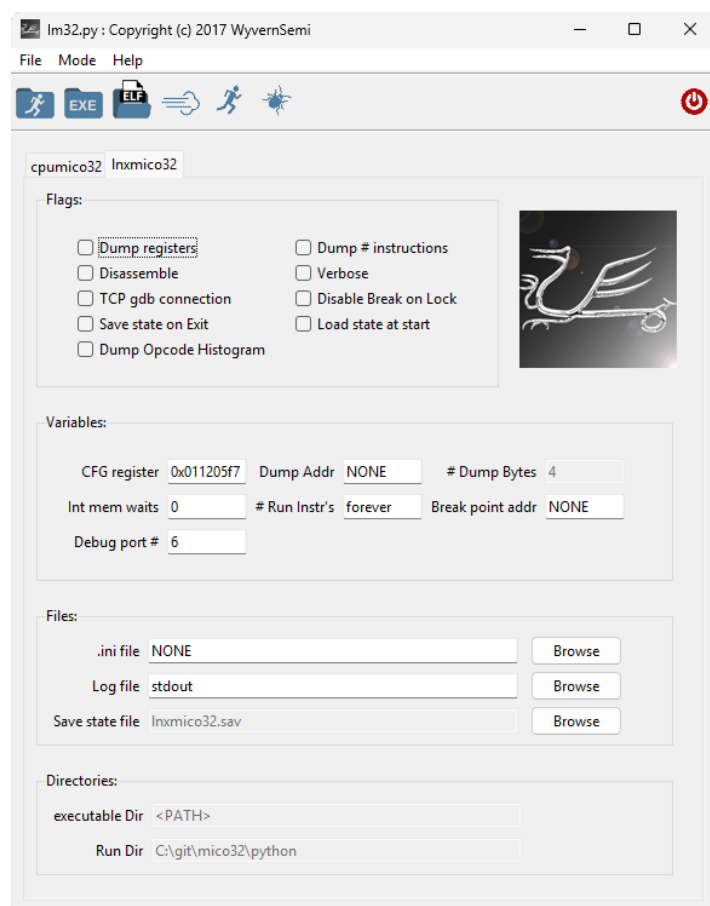 lm32.py : Copyright (c) 2017 WyvernSemi
File Mode Help
EXE ELF
cpumico32 lnxmico32
Flags:
Dump registers Dump # instructions
Disassemble Verbose
TCP gdb connection Disable Break on Lock
Save state on Exit Load state at start
Dump Opcode Histogram
Variables:
CFG register 0x011205f7 Dump Addr NONE # Dump Bytes 4
Int mem waits 0 # Run Instr's forever Break point addr NONE
Debug port # 6
Files:
.ini file NONE Browse
Log file stdout Browse
Save state file lnxmico32.sav Browse
Directories:
executable Dir <PATH>
Run Dir C:\git\mico32\python